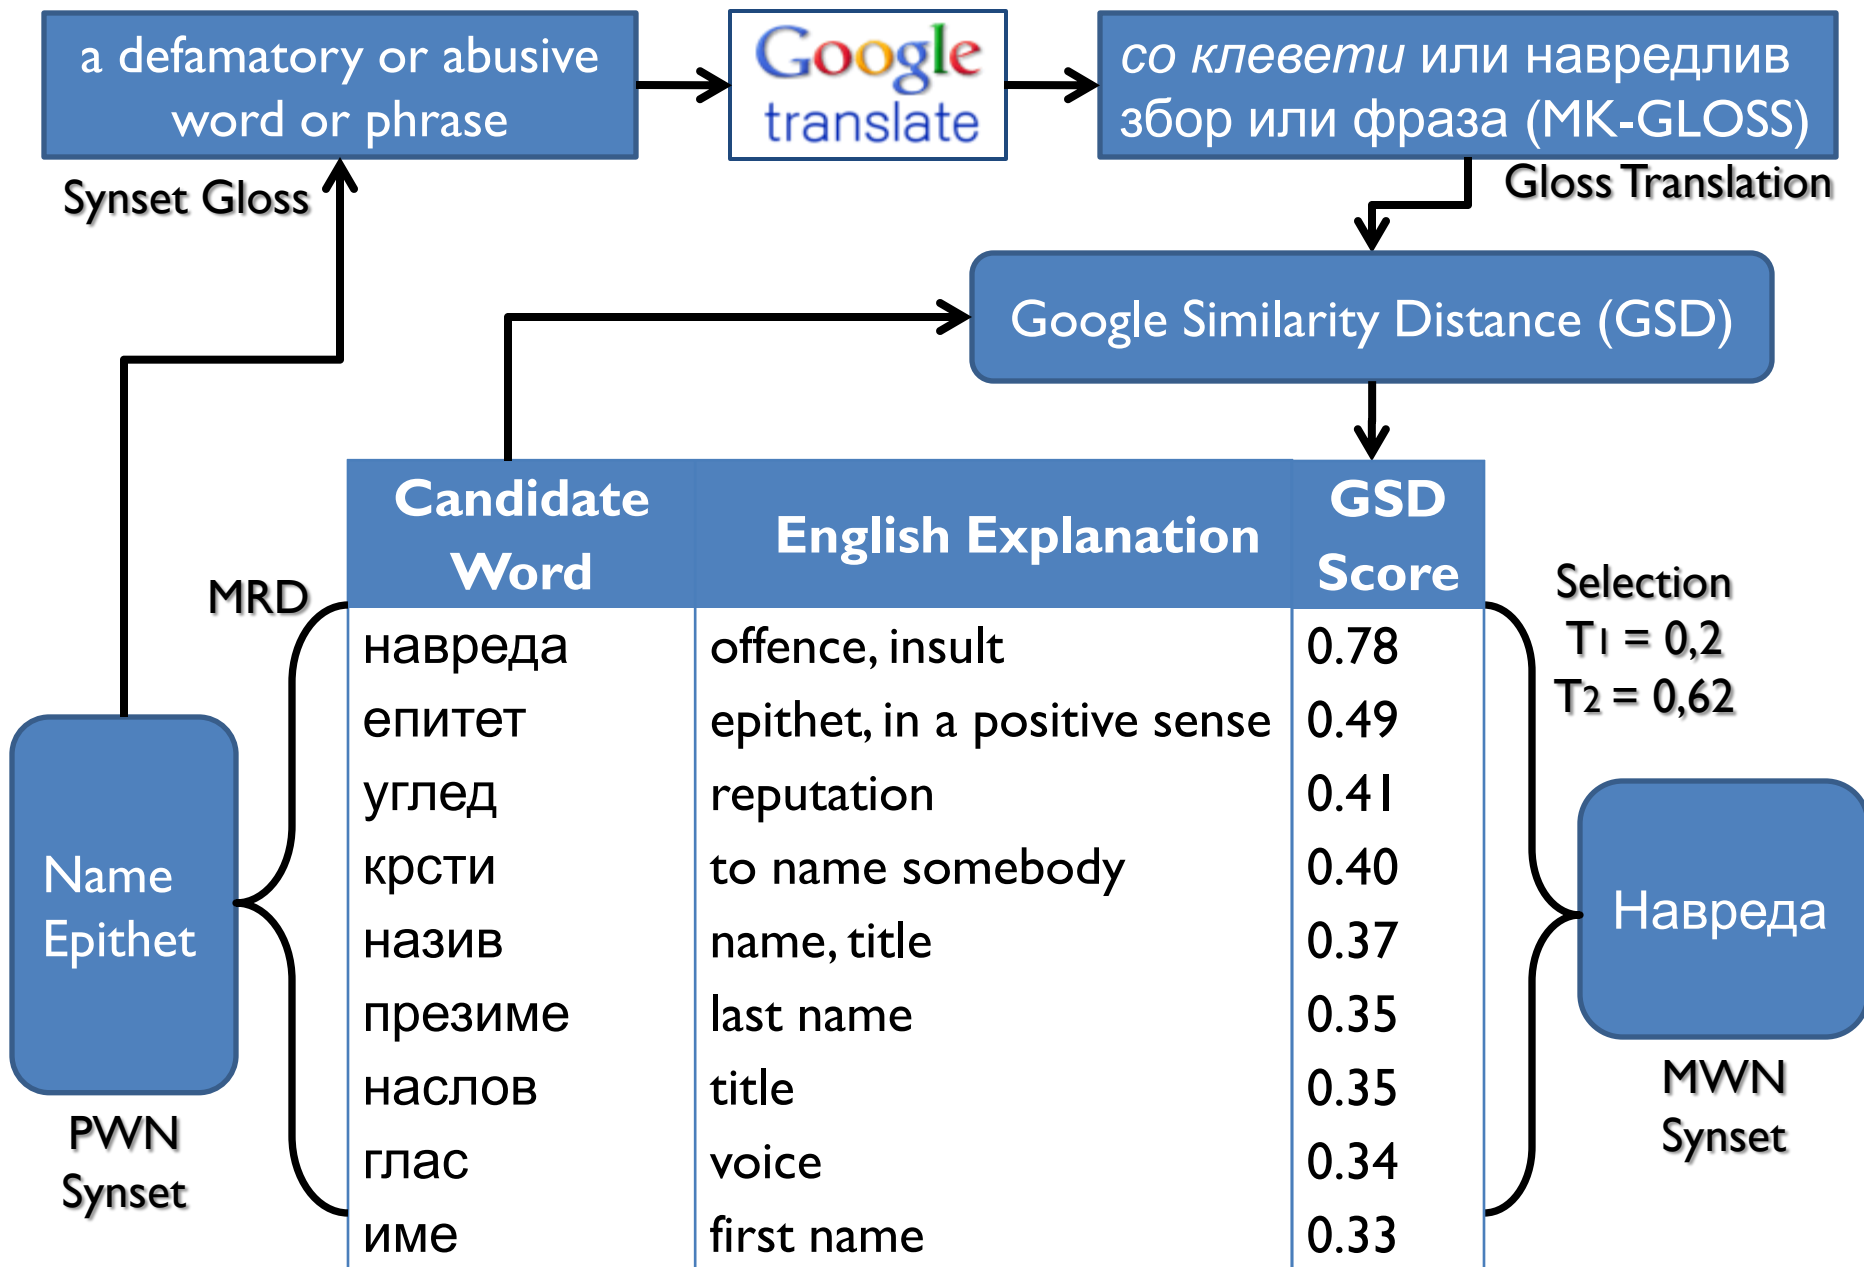 a defamatory or abusive
word or phrase
Google
translate
со клевети или навредлив
збор или фраза (MK-GLOSS)
Synset Gloss
Gloss Translation
Google Similarity Distance (GSD)
Candidate
Word
English Explanation
GSD
Score
MRD
Selection
T1 = 0,2
T2 = 0,62
навреда offence, insult 0.78
епитет epithet, in a positive sense 0.49
углед reputation 0.41
крсти to name somebody 0.40
назив name, title 0.37
презиме last name 0.35
наслов title 0.35
глас voice 0.34
име first name 0.33
Name
Epithet
PWN
Synset
Навреда
MWN
Synset